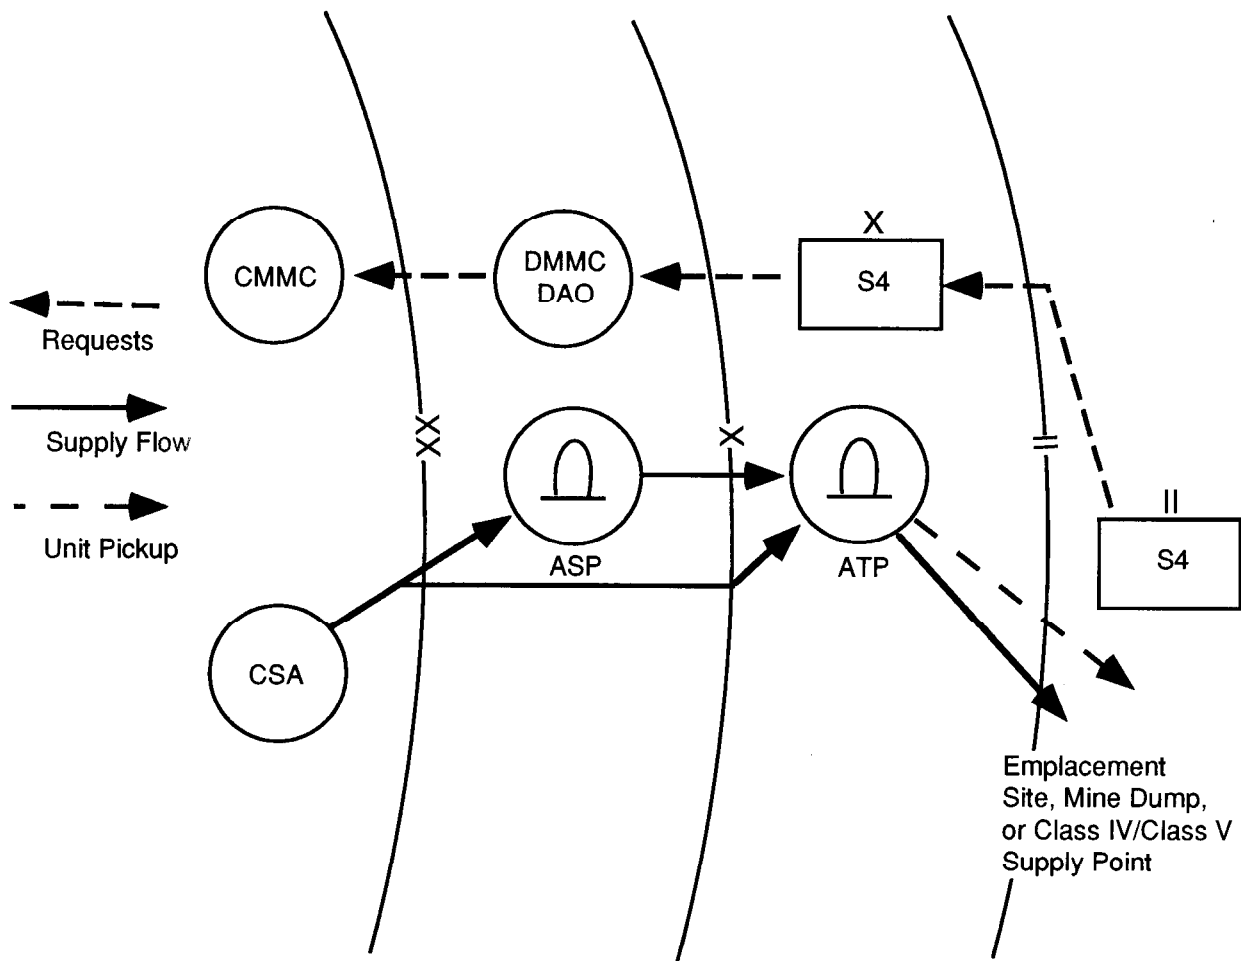 X
CMMC
DMMC
DAO
S4
Requests
Supply Flow
XX
X
II
II
S4
Unit Pickup
ASP
ATP
CSA
Emplacement
Site, Mine Dump,
or Class IV/Class V
Supply Point